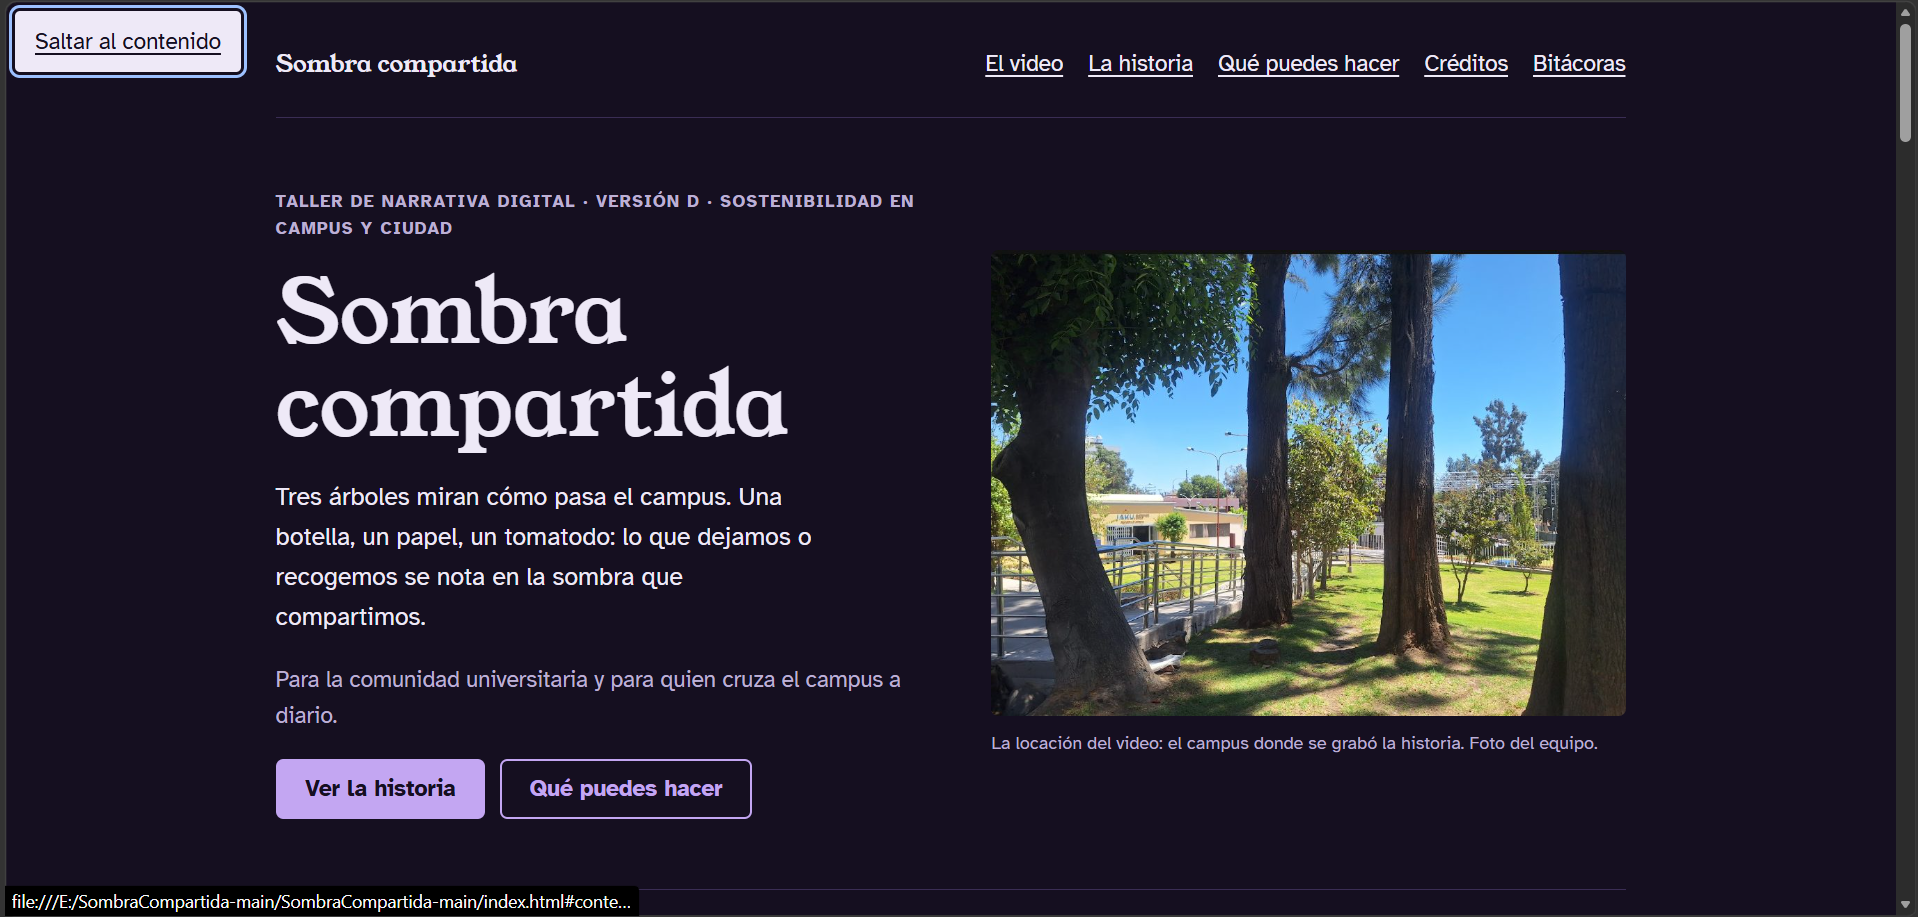 Saltar al contenido
Sombra compartida
El video
La historia
Qué puedes hacer
Créditos
Bitácoras
TALLER DE NARRATIVA DIGITAL · VERSIÓN D · SOSTENIBILIDAD EN
CAMPUS Y CIUDAD
Sombra
compartida
Tres árboles miran cómo pasa el campus. Una
botella, un papel, un tomatodo: lo que dejamos o
recogemos se nota en la sombra que
compartimos.
Para la comunidad universitaria y para quien cruza el campus a
diario.
La locación del video: el campus donde se grabó la historia. Foto del equipo.
Ver la historia
Qué puedes hacer
file:///E:/SombraCompartida-main/SombraCompartida-main/index.html#conte...